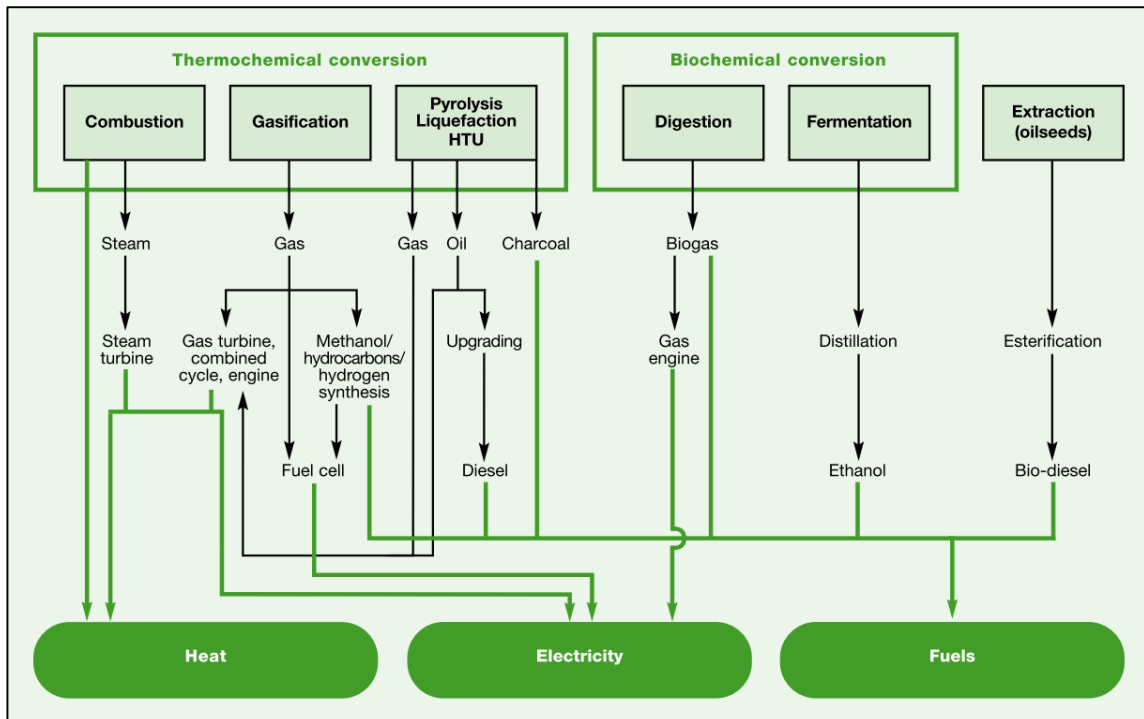 Thermochemical conversion
Biochemical conversion
Combustion
Gasification
Pyrolysis
Liquefaction
HTU
Digestion
Fermentation
Extraction
(oilseeds)
Steam
Gas
Gas
Oil
Charcoal
Biogas
Steam
turbine
Gas turbine,
combined
cycle, engine
Methanol/
hydrocarbons/
hydrogen
synthesis
Upgrading
Gas
engine
Distillation
Esterification
Fuel cell
Diesel
Ethanol
Bio-diesel
Heat
Electricity
Fuels